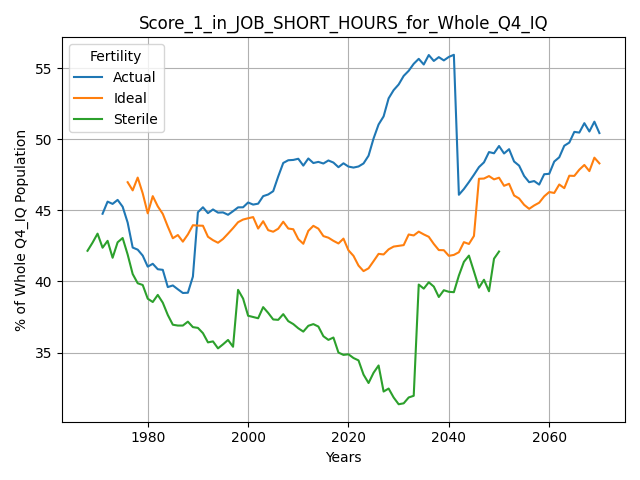 Score_1_in_JOB_SHORT_HOURS_for_Whole_Q4_IQ
Fertility
Actual
Ideal
Sterile
% of Whole Q4_IQ Population
55
50
45
40
35
1980
2000
2020
2040
2060
Years